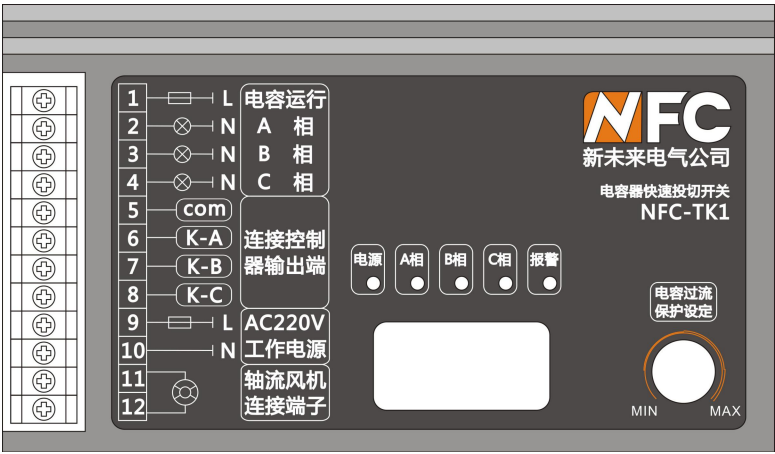 1 L 电容运行
2 N A 相
3 N B 相
4 N C 相
5 com
6 K-A 连接控制
7 K-B 器输出端
8 K-C
9 L AC220V
10 N 工作电源
11 轴流风机
12 连接端子
NFC
新未来电气公司
电容器快速投切开关
NFC-TK1
电源 A相 B相 C相 报警
电容过流
保护设定
MIN MAX